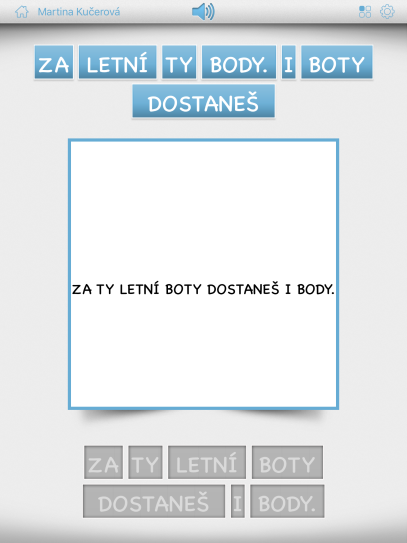 Martina Kučerová
ZA LETNÍ TY BODY. I BOTY
DOSTANEŠ
ZA TY LETNÍ BOTY DOSTANEŠ I BODY.
ZA TY LETNÍ BOTY
DOSTANEŠ I BODY.